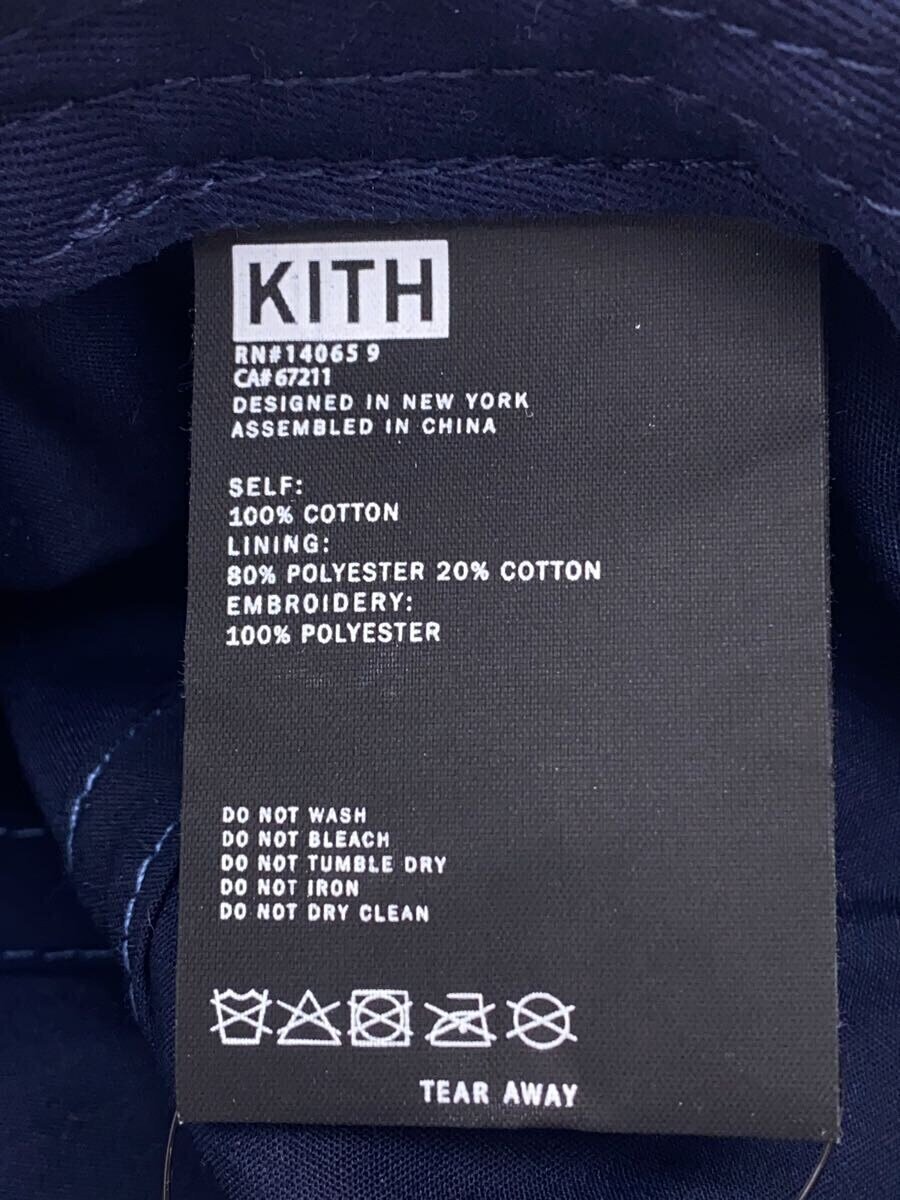 KITH
RN#14065 9
CA# 67211
DESIGNED IN NEW YORK
ASSEMBLED IN CHINA
SELF:
100% COTTON
LINING:
80% POLYESTER 20% COTTON
EMBROIDERY:
100% POLYESTER
DO NOT WASH
DO NOT BLEACH
DO NOT TUMBLE DRY
DO NOT IRON
DO NOT DRY CLEAN
TEAR AWAY